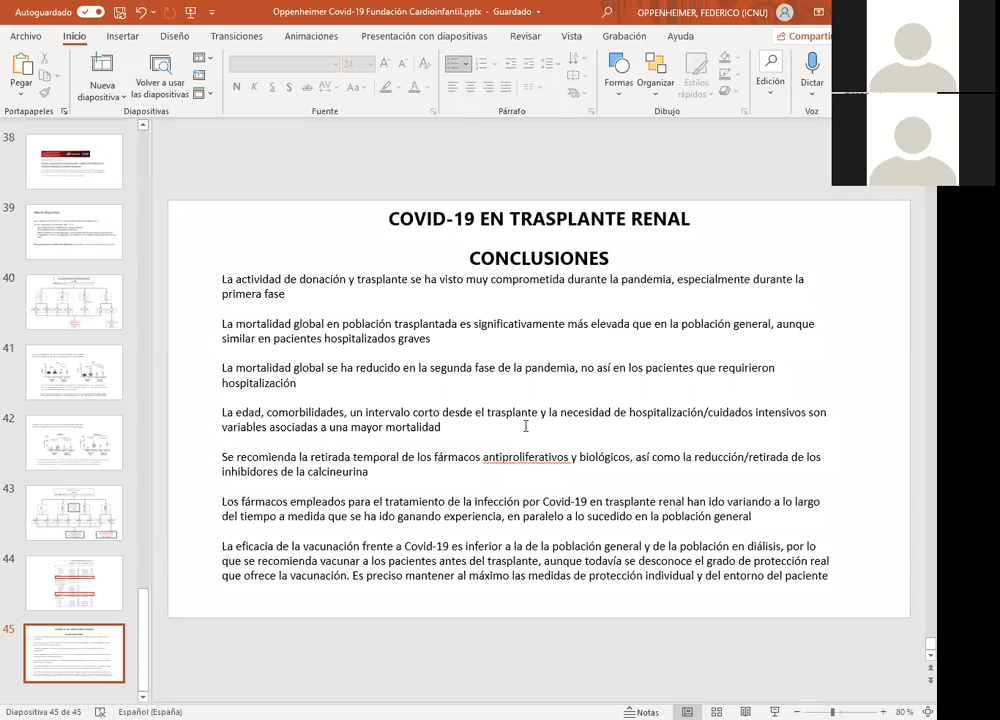 Autoguardado
Oppenheimer Covid-19 Fundación Cardioinfantil.pptx - Guardado
OPPENHEIMER, FEDERICO (ICNU)
Archivo Inicio Insertar Diseño Transiciones Animaciones Presentación con diapositivas Revisar Vista Grabación Ayuda Compartir
Pegar
Nueva diapositiva
Volver a usar las diapositivas
24
N K S S ab AV Aa A A A
Formas Organizar Estilos rápidos Edición Dictar
Portapapeles Diapositivas Fuente Párrafo Dibujo Voz
38
39
40
41
42
43
44
45
COVID-19 EN TRASPLANTE RENAL
CONCLUSIONES
La actividad de donación y trasplante se ha visto muy comprometida durante la pandemia, especialmente durante la
primera fase
La mortalidad global en población trasplantada es significativamente más elevada que en la población general, aunque
similar en pacientes hospitalizados graves
La mortalidad global se ha reducido en la segunda fase de la pandemia, no así en los pacientes que requirieron
hospitalización
La edad, comorbilidades, un intervalo corto desde el trasplante y la necesidad de hospitalización/cuidados intensivos son
variables asociadas a una mayor mortalidad
Se recomienda la retirada temporal de los fármacos antiproliferativos y biológicos, así como la reducción/retirada de los
inhibidores de la calcineurina
Los fármacos empleados para el tratamiento de la infección por Covid-19 en trasplante renal han ido variando a lo largo
del tiempo a medida que se ha ido ganando experiencia, en paralelo a lo sucedido en la población general
La eficacia de la vacunación frente a Covid-19 es inferior a la de la población general y de la población en diálisis, por lo
que se recomienda vacunar a los pacientes antes del trasplante, aunque todavía se desconoce el grado de protección real
que ofrece la vacunación. Es preciso mantener al máximo las medidas de protección individual y del entorno del paciente
Diapositiva 45 de 45
Español (España)
Notas
80 %